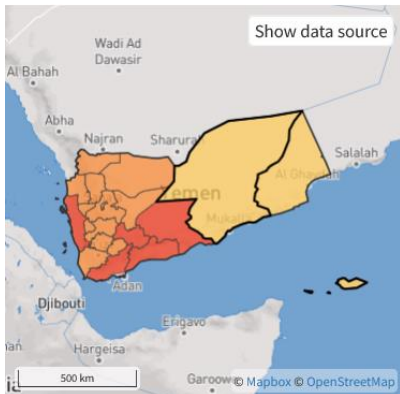 Show data source
Wadi Ad
Dawasir
Al Bahah
Abha
Najran
Sharurah
Salalah
Al Ghaydah
Yemen
Mukalla
Adan
Djibouti
Erigavo
Hargeisa
Garoowe
500 km
© Mapbox © OpenStreetMap